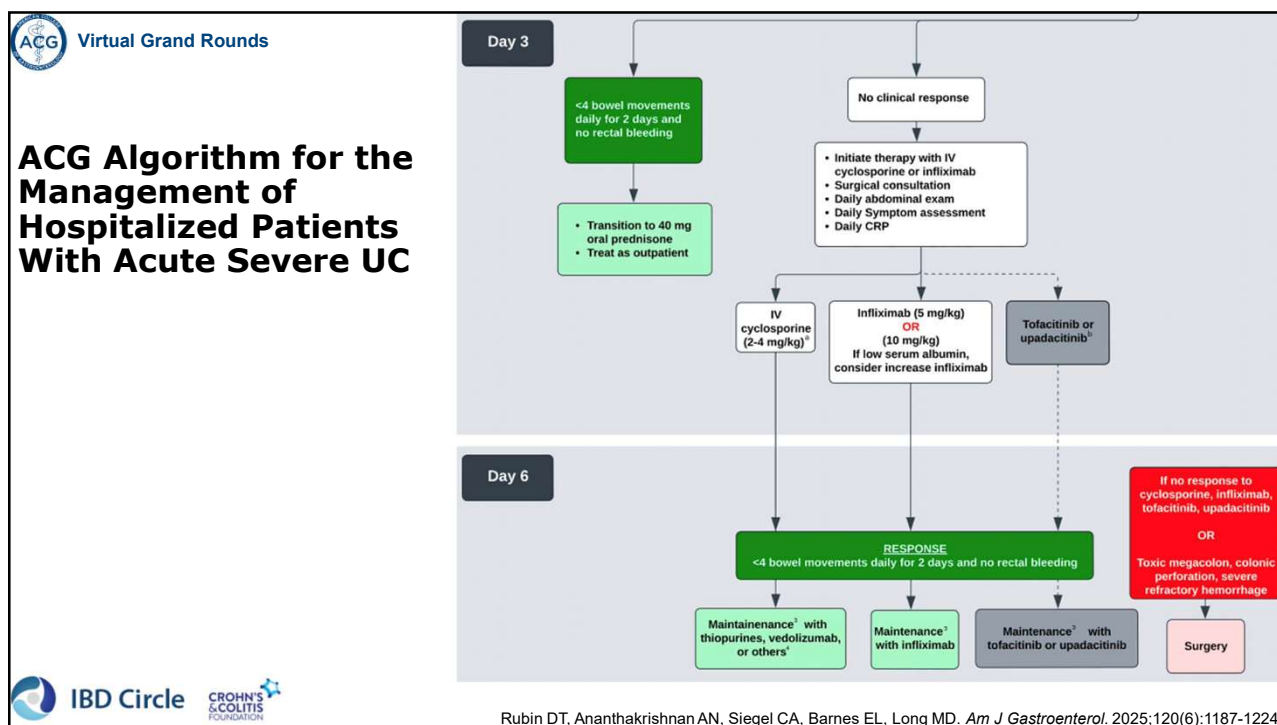 ACG
Virtual Grand Rounds
ACG Algorithm for the
Management of
Hospitalized Patients
With Acute Severe UC
Day 3
<4 bowel movements
daily for 2 days and
no rectal bleeding
• Transition to 40 mg
oral prednisone
• Treat as outpatient
No clinical response
• Initiate therapy with IV
cyclosporine or infliximab
• Surgical consultation
• Daily abdominal exam
• Daily Symptom assessment
• Daily CRP
IV
cyclosporine
(2-4 mg/kg)a
Infliximab (5 mg/kg)
OR
(10 mg/kg)
If low serum albumin,
consider increase infliximab
Tofacitinib or
upadacitinibb
Day 6
RESPONSE
<4 bowel movements daily for 2 days and no rectal bleeding
Maintainenance3 with
thiopurines, vedolizumab,
or others4
Maintenance3
with infliximab
Maintenance3 with
tofacitinib or upadacitinib
If no response to
cyclosporine, infliximab,
tofacitinib, upadacitinib
OR
Toxic megacolon, colonic
perforation, severe
refractory hemorrhage
Surgery
IBD Circle
CROHN'S
&COLITIS
FOUNDATION
Rubin DT, Ananthakrishnan AN, Siegel CA, Barnes EL, Long MD. Am J Gastroenterol. 2025;120(6):1187-1224